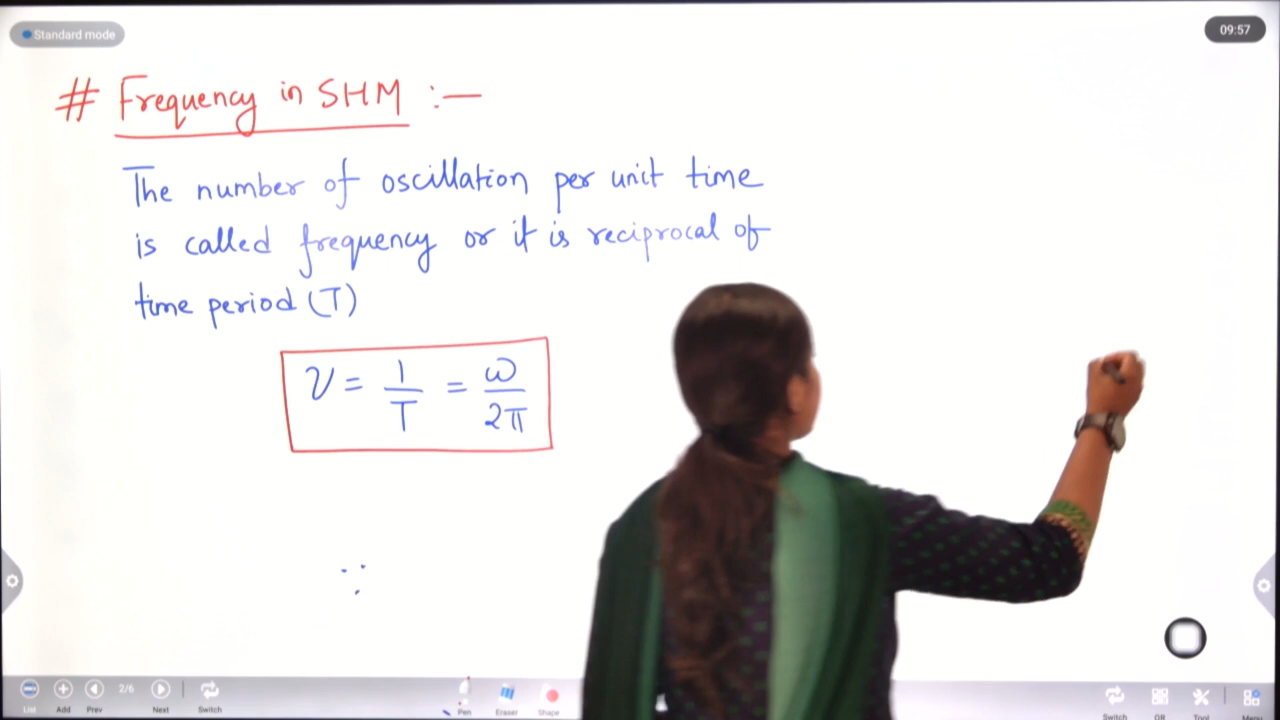 Standard mode
09:57
# Frequency in SHM :—
The number of oscillation per unit time
is called frequency or it is reciprocal of
time period (T)
ν = 1/T = ω/2π
∵
List Add Prev 2/6 Next Switch Pen Eraser Shape Switch QR Tool Menu